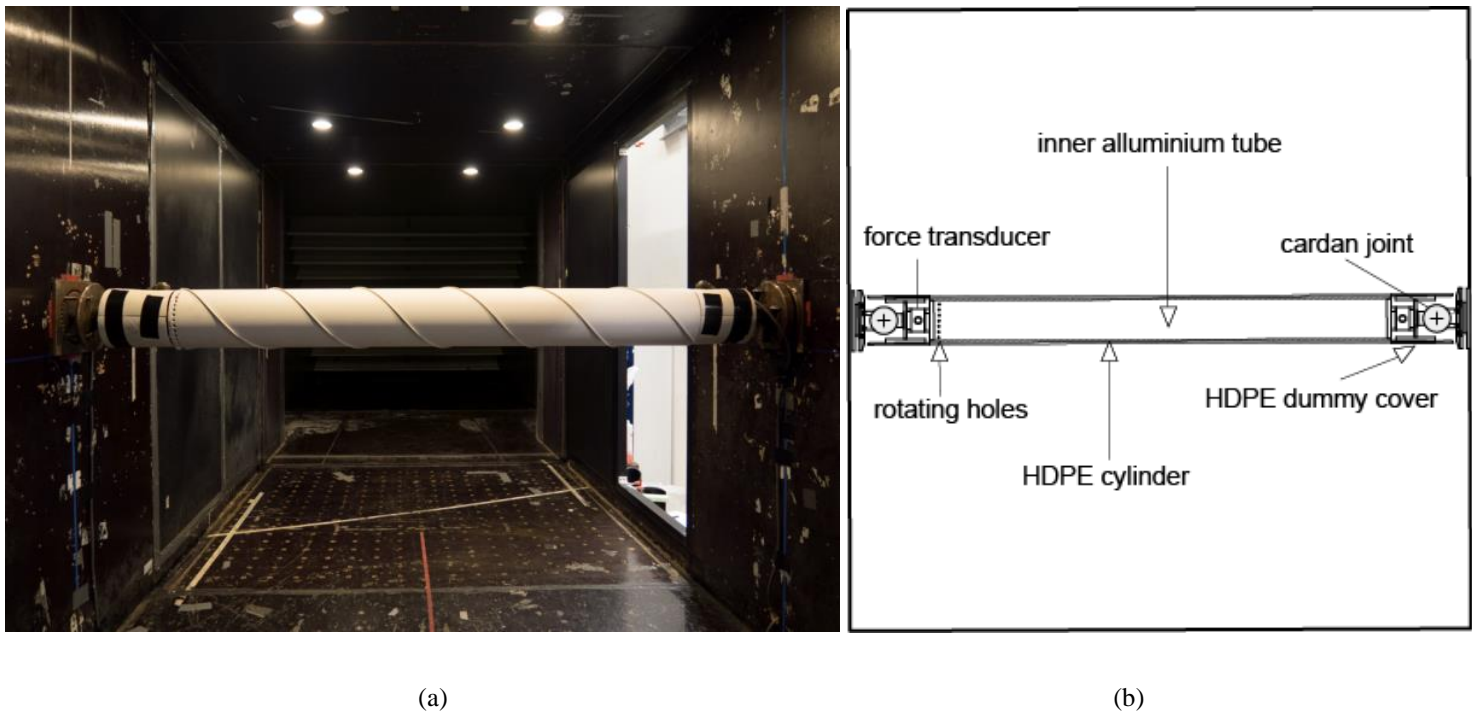 inner alluminium tube
force transducer
cardan joint
rotating holes
HDPE dummy cover
HDPE cylinder
(a)
(b)